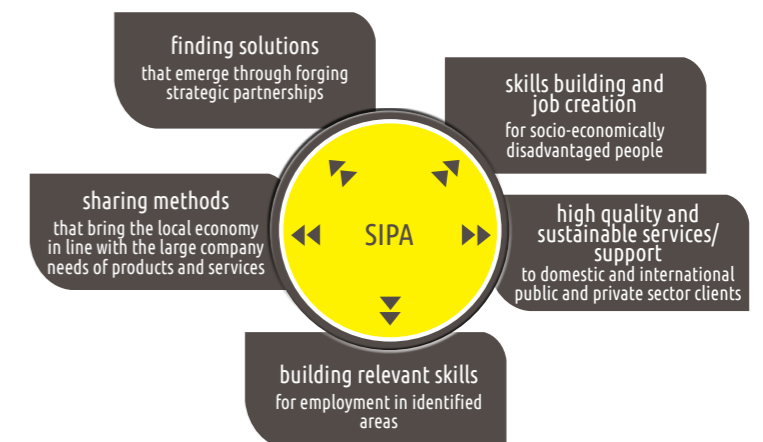 finding solutions
that emerge through forging
strategic partnerships
skills building and
job creation
for socio-economically
disadvantaged people
sharing methods
that bring the local economy
in line with the large company
needs of products and services
SIPA
high quality and
sustainable services/
support
to domestic and international
public and private sector clients
building relevant skills
for employment in identified
areas